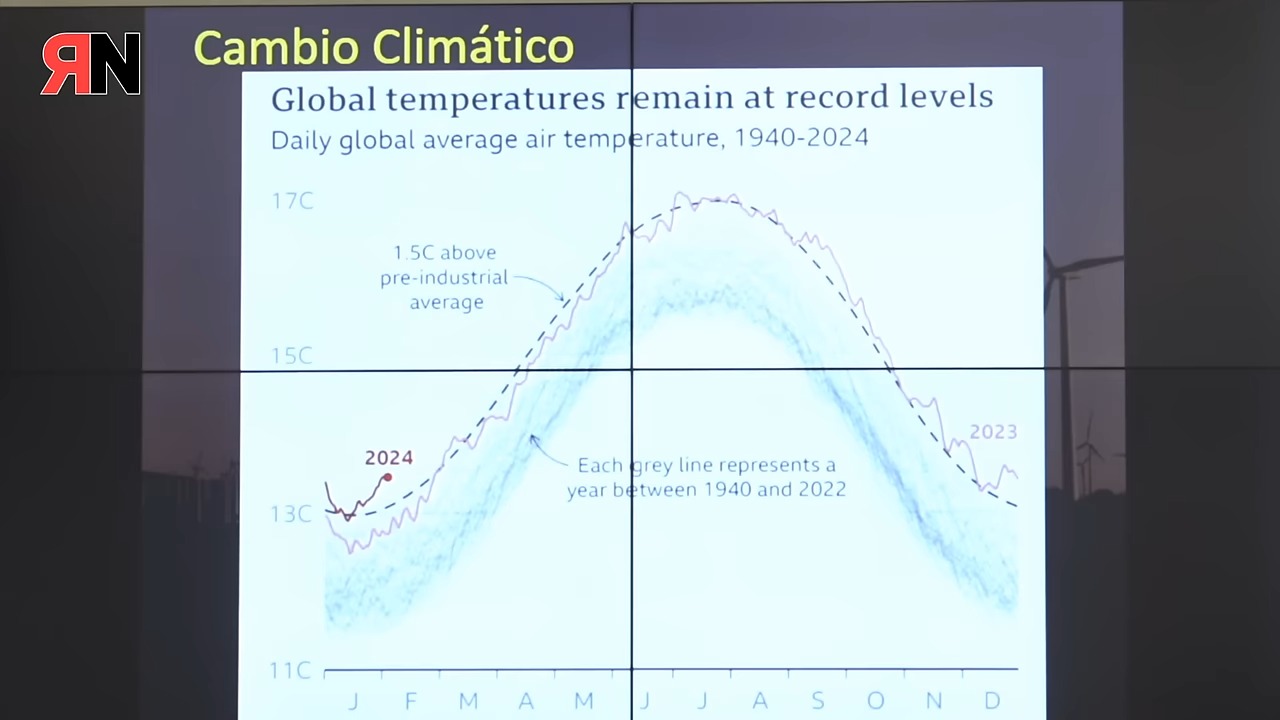 RN
Cambio Climático
Global temperatures remain at record levels
Daily global average air temperature, 1940-2024
17C
1.5C above
pre-industrial
average
15C
2023
2024
Each grey line represents a
year between 1940 and 2022
13C
11C
J F M A M J J A S O N D